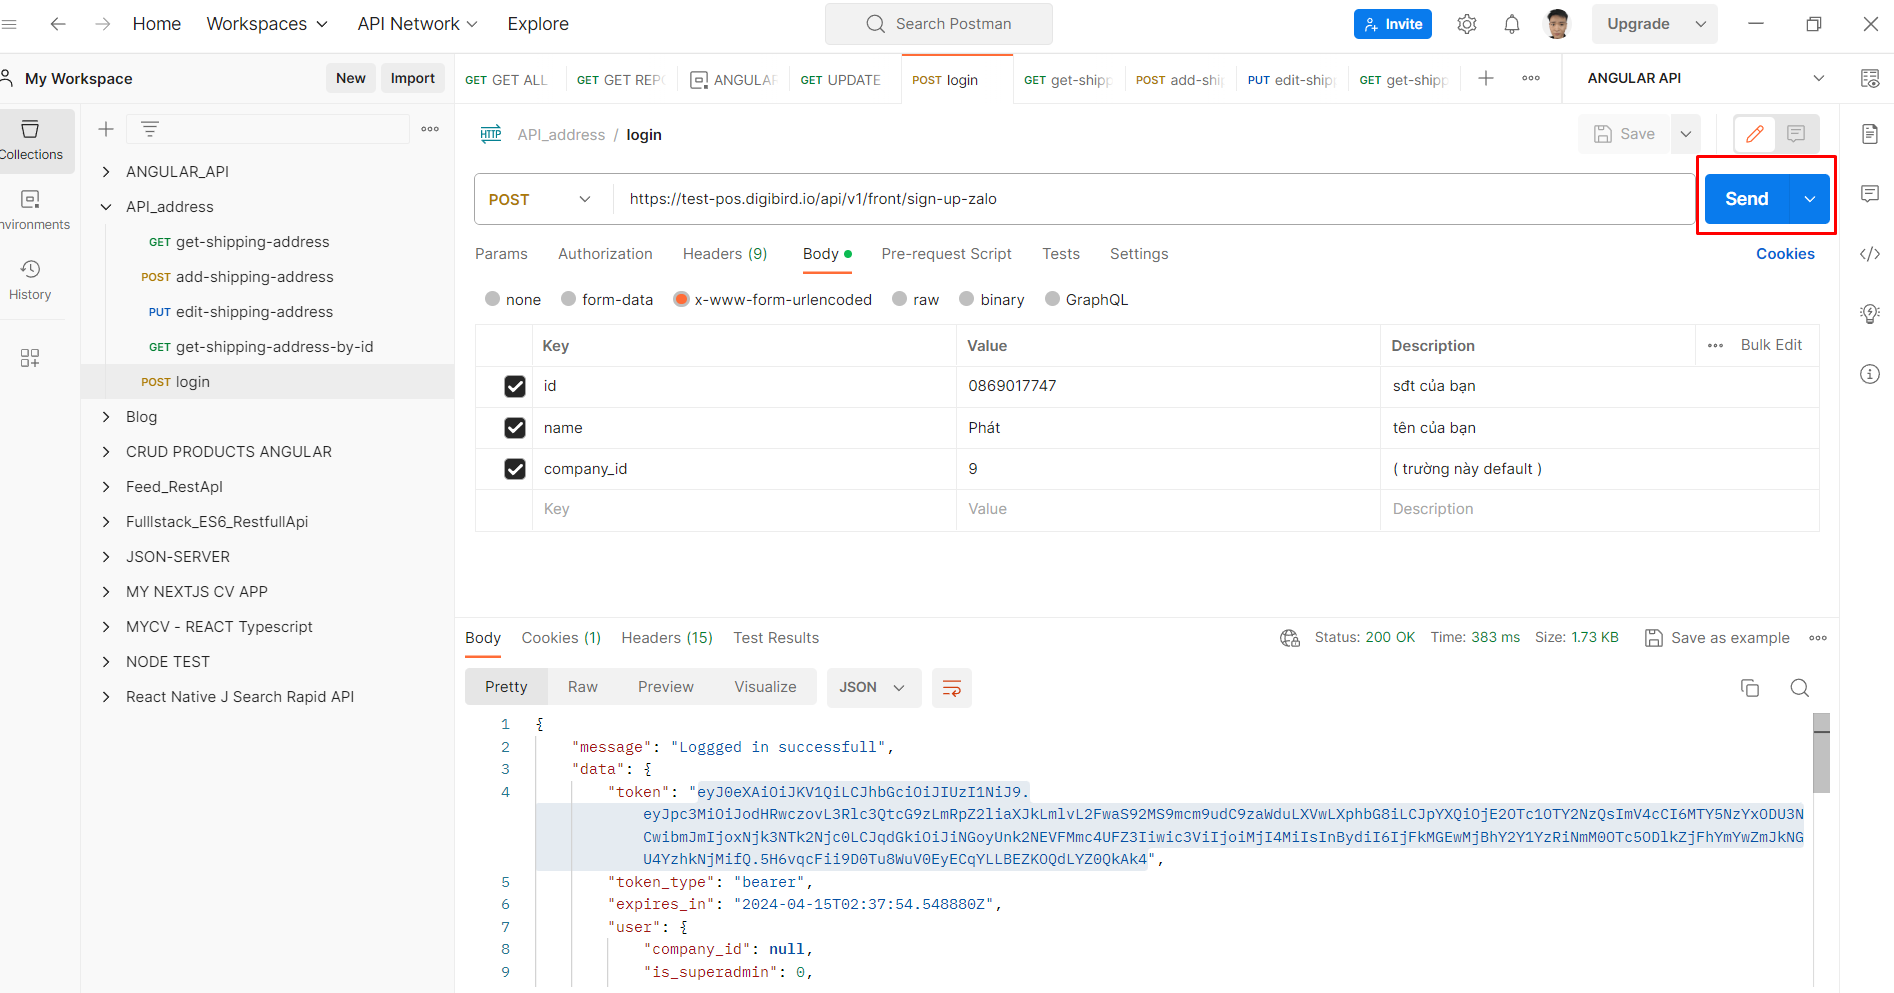 Home Workspaces API Network Explore Search Postman Invite Upgrade
My Workspace New Import GET GET ALL GET GET REPO ANGULAR GET UPDATE POST login GET get-shipp POST add-ship PUT edit-shipp GET get-shipp ANGULAR API
API_address / login Save
Collections
ANGULAR_API
API_address
POST https://test-pos.digibird.io/api/v1/front/sign-up-zalo Send
nvironments
GET get-shipping-address
Params Authorization Headers (9) Body Pre-request Script Tests Settings Cookies
POST add-shipping-address
History
none form-data x-www-form-urlencoded raw binary GraphQL
PUT edit-shipping-address
GET get-shipping-address-by-id
Key Value Description Bulk Edit
POST login
id 0869017747 sđt của bạn
Blog
name Phát tên của bạn
CRUD PRODUCTS ANGULAR
company_id 9 ( trường này default )
Feed_RestApI
Key Value Description
Fulllstack_ES6_RestfullApi
JSON-SERVER
MY NEXTJS CV APP
MYCV - REACT Typescript
NODE TEST
React Native J Search Rapid API
Body Cookies (1) Headers (15) Test Results Status: 200 OK Time: 383 ms Size: 1.73 KB Save as example
Pretty Raw Preview Visualize JSON
1 {
2 "message": "Loggged in successfull",
3 "data": {
4 "token": "eyJ0eXAiOiJKV1QiLCJhbGciOiJIUzI1NiJ9.
eyJpc3MiOiJodHRwczovL3Rlc3QtcG9zLmRpZ2liaXJkLmlvL2FwaS92MS9mcm9udC9zaWduLXVwLXphbG8iLCJpYXQiOjE2OTc1OTY2NzQsImV4cCI6MTY5NzYxODU3N
CwibmJmIjoxNjk3NTk2Njc0LCJqdGkiOiJiNGoyUnk2NEVFMmc4UFZ3Iiwic3ViIjoiMjI4MiIsInBydiI6IjFkMGEwMjBhY2Y1YzRiNmM0OTc5ODlkZjFhYmYwZmJkNG
U4YzhkNjMifQ.5H6vqcFii9D0Tu8WuV0EyECqYLLBEZKOQdLYZ0QkAk4",
5 "token_type": "bearer",
6 "expires_in": "2024-04-15T02:37:54.548880Z",
7 "user": {
8 "company_id": null,
9 "is_superadmin": 0,